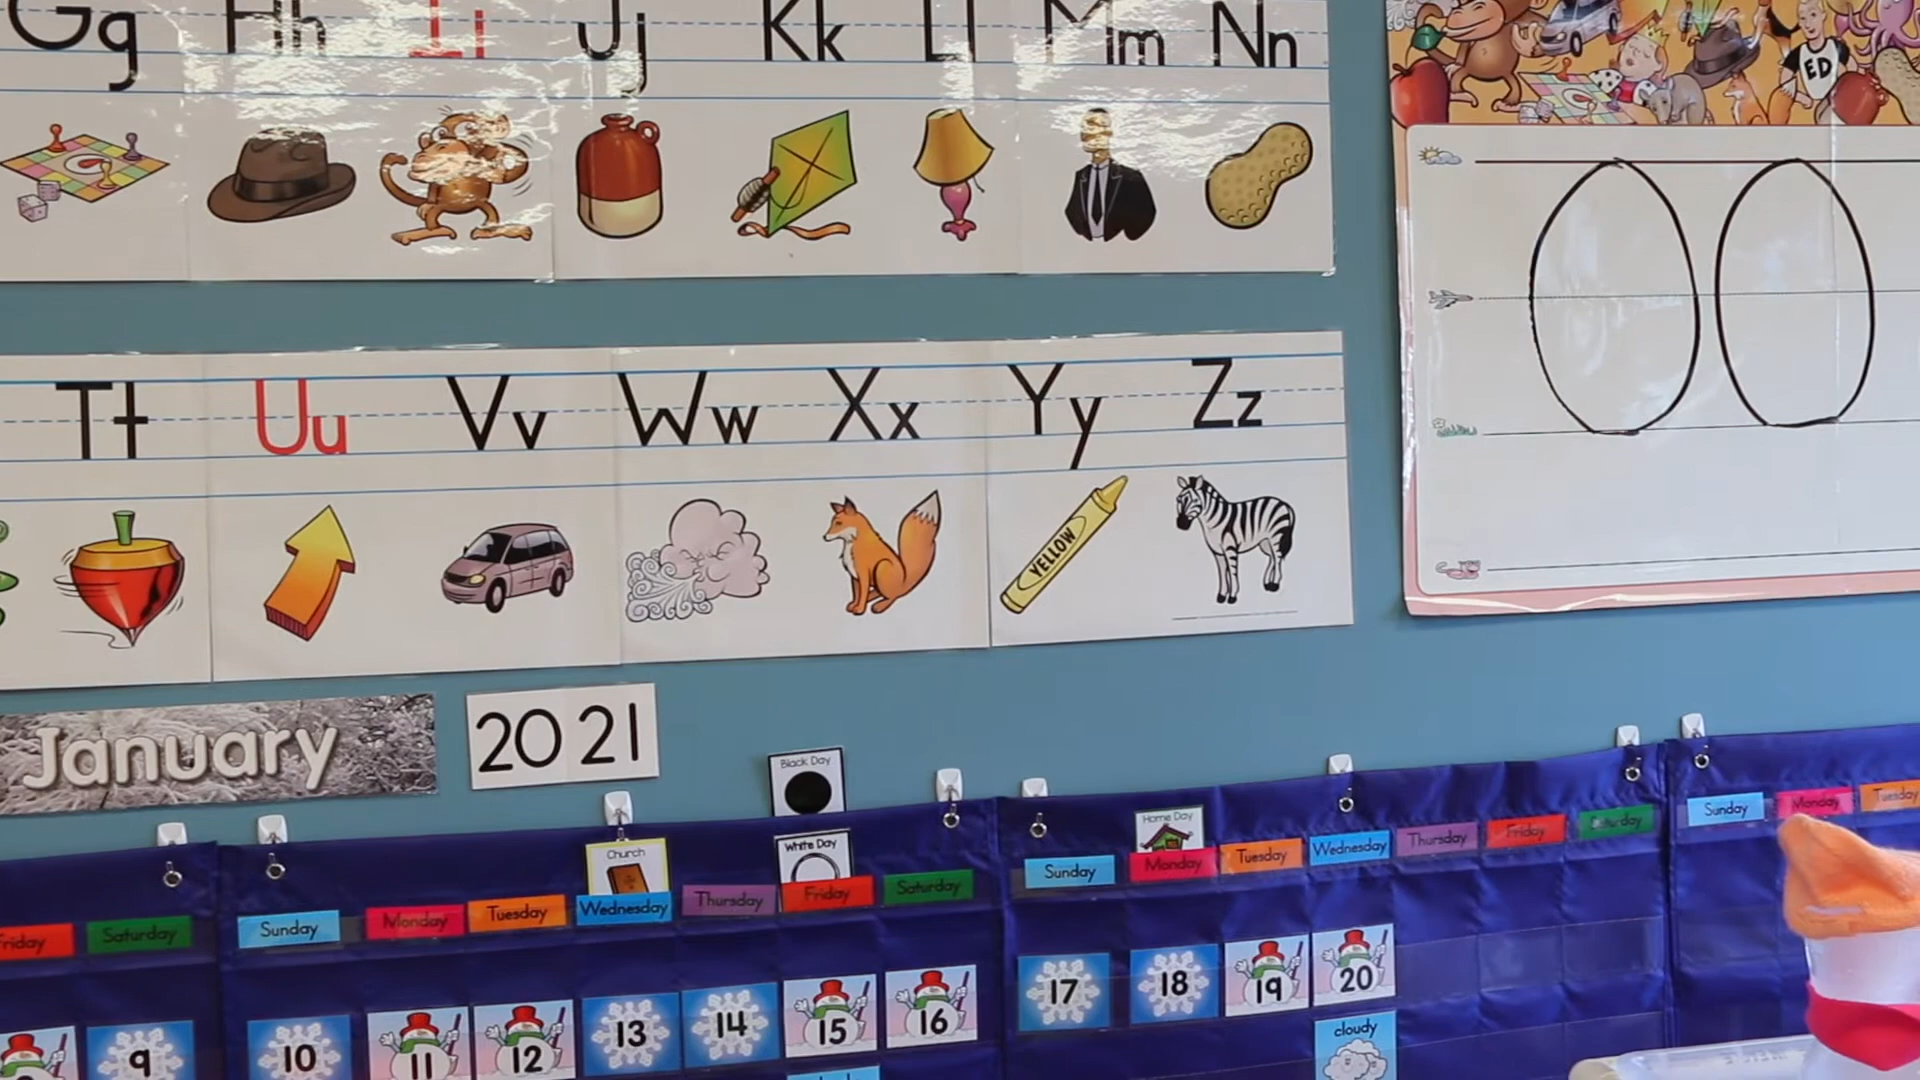 Gg Hh Ii Jj Kk Ll Mm Nn
ED
Tt Uu Vv Ww Xx Yy Zz
YELLOW
January 2021
Black Day
Church White Day Home Day
Friday Saturday Sunday Monday Tuesday Wednesday Thursday Friday Saturday Sunday Monday Tuesday Wednesday Thursday Friday Saturday Sunday Monday Tuesday
9 10 11 12 13 14 15 16 17 18 19 20
cloudy